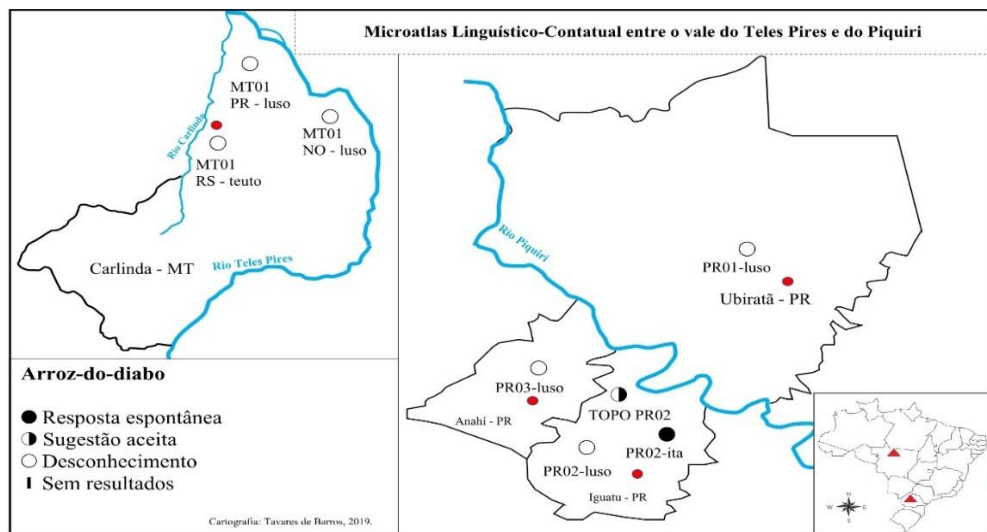 Microatlas Linguístico-Contatual entre o vale do Teles Pires e do Piquiri
MT01
PR - luso
Rio Carlinda
MT01
NO - luso
MT01
RS - teuto
Carlinda - MT
Rio Teles Pires
Rio Piquiri
PR01-luso
Ubiratã - PR
PR03-luso
Anahí - PR
TOPO PR02
PR02-ita
PR02-luso
Iguatu - PR
Arroz-do-diabo
Resposta espontânea
Sugestão aceita
Desconhecimento
Sem resultados
Cartografia: Tavares de Barros, 2019.
N
W E
S